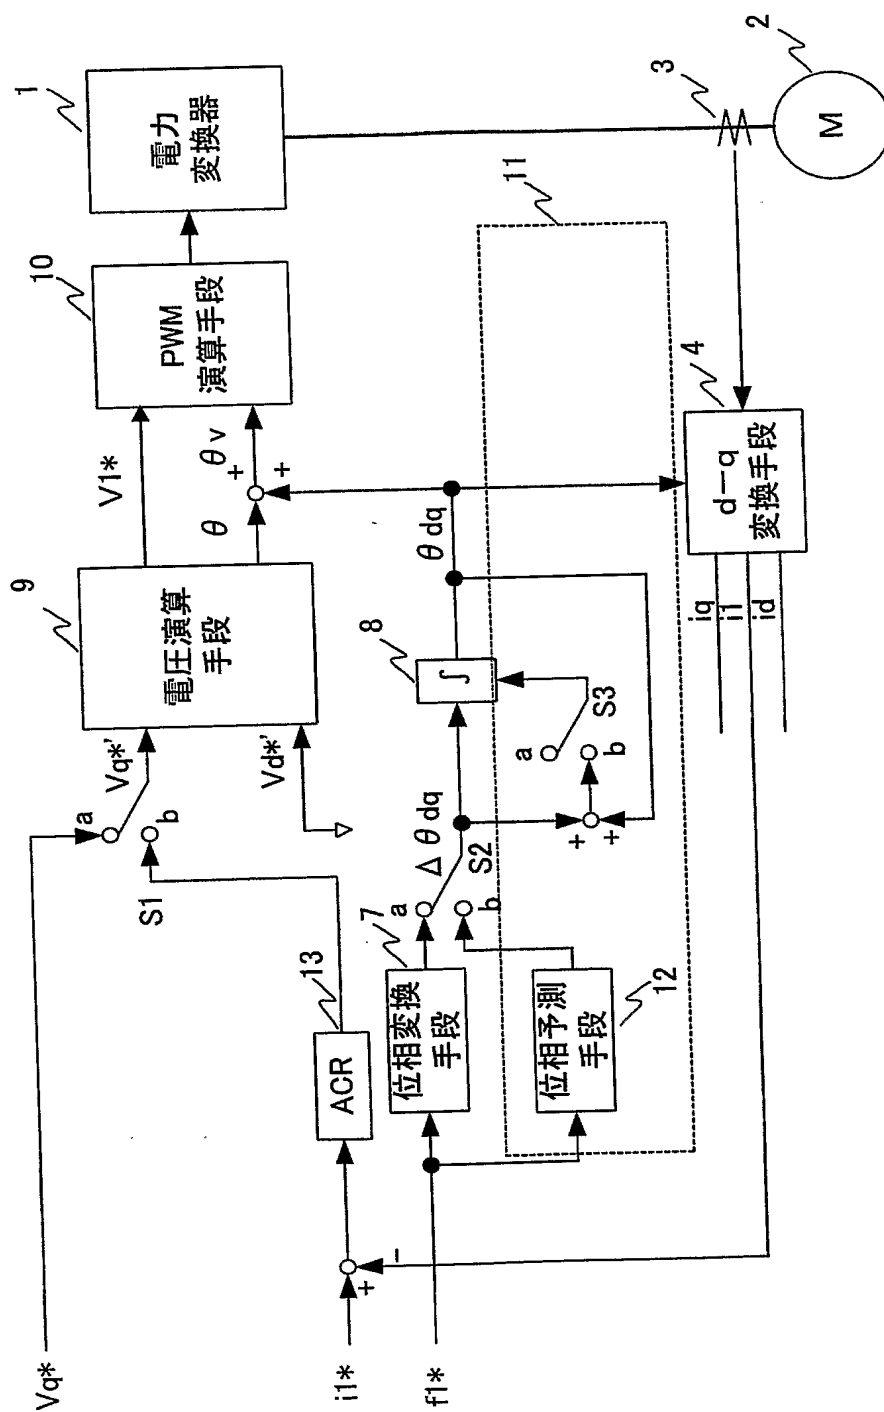 Vq*
i1*
f1*
+
−
ACR
13
S1
a
b
Vq*'
Vd*'
9
電圧演算
手段
V1*
θ
θv
+
+
10
PWM
演算手段
1
電力
変換器
7
位相変換
手段
位相予測
手段
12
a
b
S2
Δθdq
8
∫
θdq
a
b
S3
+
+
11
iq
i1
id
4
d−q
変換手段
3
2
M